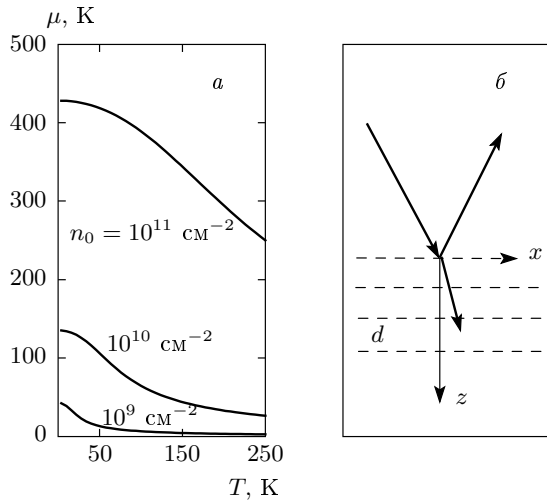 μ, К
500
400
300
200
100
0
а
n₀ = 10¹¹ см⁻²
10¹⁰ см⁻²
10⁹ см⁻²
50
150
250
T, К
б
x
d
z